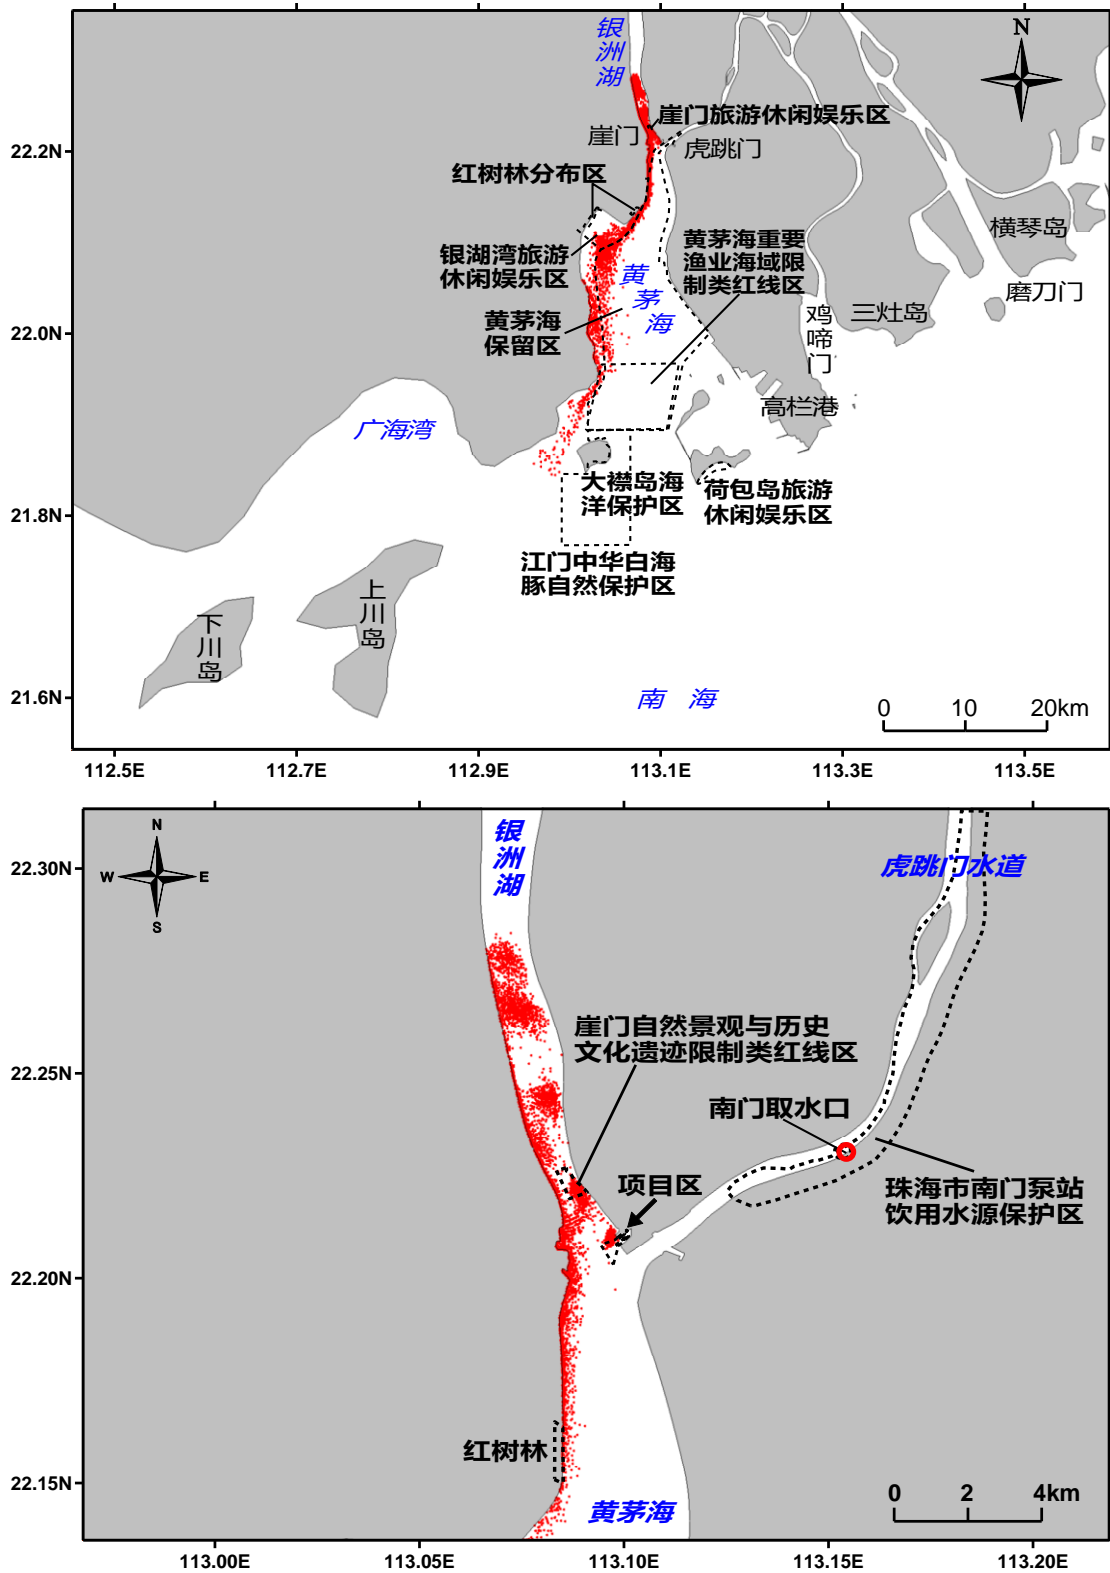 银
洲
湖
N
崖门旅游休闲娱乐区
崖门
虎跳门
22.2N
红树林分布区
黄茅海重要
渔业海域限
制类红线区
横琴岛
银湖湾旅游
休闲娱乐区
黄
茅
海
磨刀门
鸡
啼
门
三灶岛
黄茅海
保留区
22.0N
高栏港
广海湾
大襟岛海
洋保护区
荷包岛旅游
休闲娱乐区
21.8N
江门中华白海
豚自然保护区
上
川
岛
下
川
岛
21.6N
南 海
0 10 20km
112.5E 112.7E 112.9E 113.1E 113.3E 113.5E
N
W E
S
银
洲
湖
虎跳门水道
22.30N
崖门自然景观与历史
文化遗迹限制类红线区
22.25N
南门取水口
项目区
珠海市南门泵站
饮用水源保护区
22.20N
红树林
22.15N
黄茅海
0 2 4km
113.00E 113.05E 113.10E 113.15E 113.20E